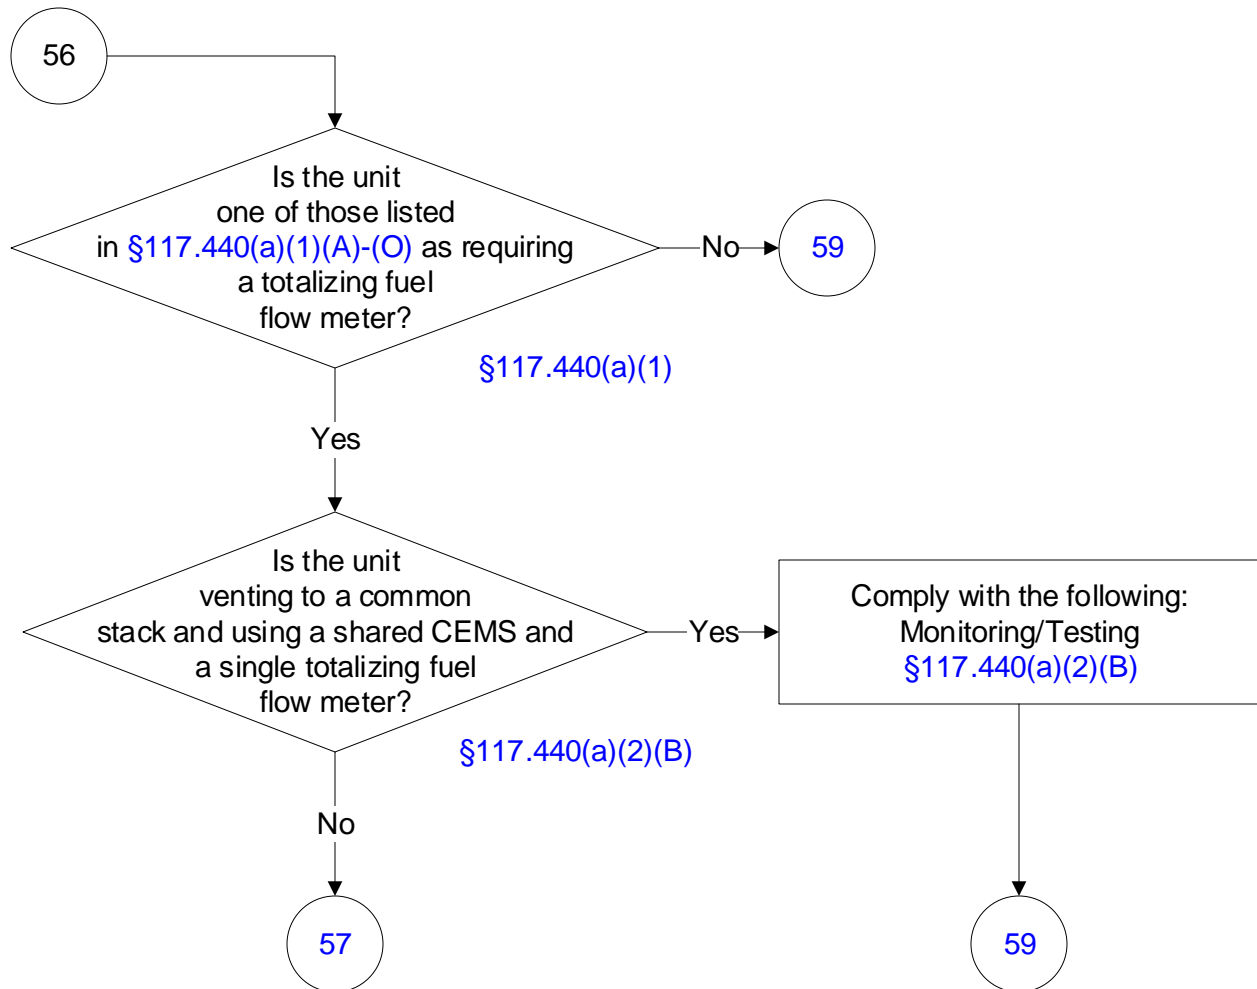 56
Is the unit
one of those listed
in §117.440(a)(1)(A)-(O) as requiring
a totalizing fuel
flow meter?
No
59
§117.440(a)(1)
Yes
Is the unit
venting to a common
stack and using a shared CEMS and
a single totalizing fuel
flow meter?
Yes
Comply with the following:
Monitoring/Testing
§117.440(a)(2)(B)
§117.440(a)(2)(B)
No
57
59